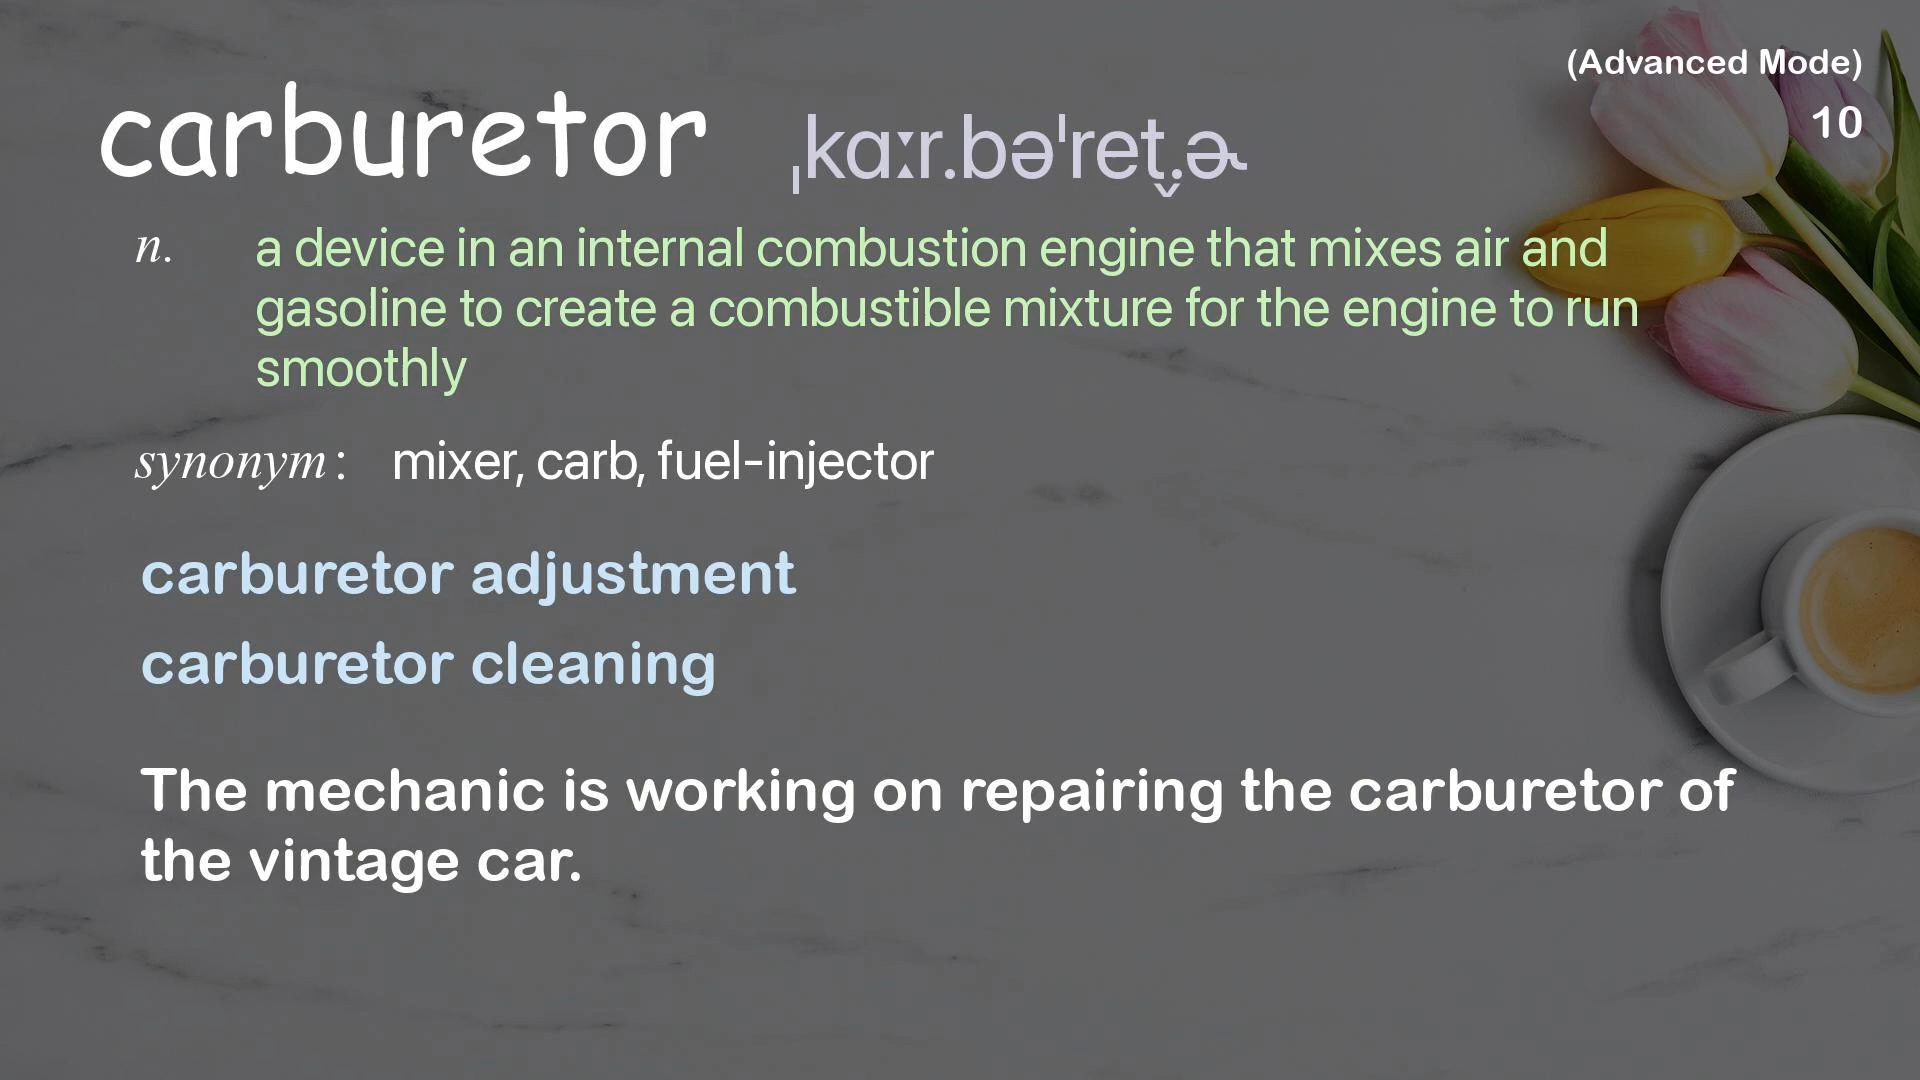 (Advanced Mode)
10
carburetor ˌkɑːr.bəˈret̬.ɚ
n. a device in an internal combustion engine that mixes air and
gasoline to create a combustible mixture for the engine to run
smoothly
synonym: mixer, carb, fuel-injector
carburetor adjustment
carburetor cleaning
The mechanic is working on repairing the carburetor of
the vintage car.